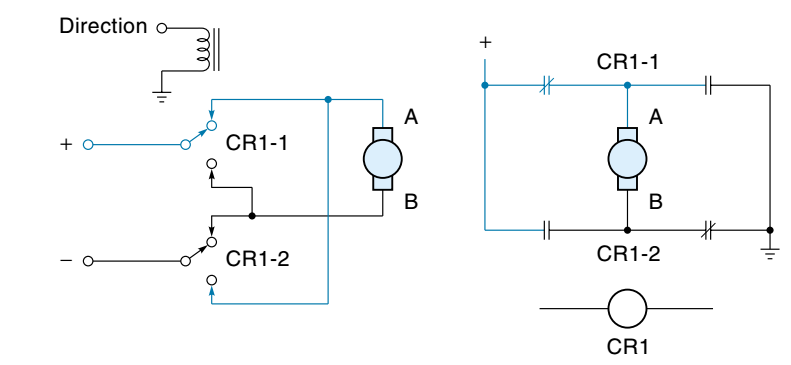 Direction
+
CR1-1
A
B
−
CR1-2
+
CR1-1
A
B
CR1-2
CR1